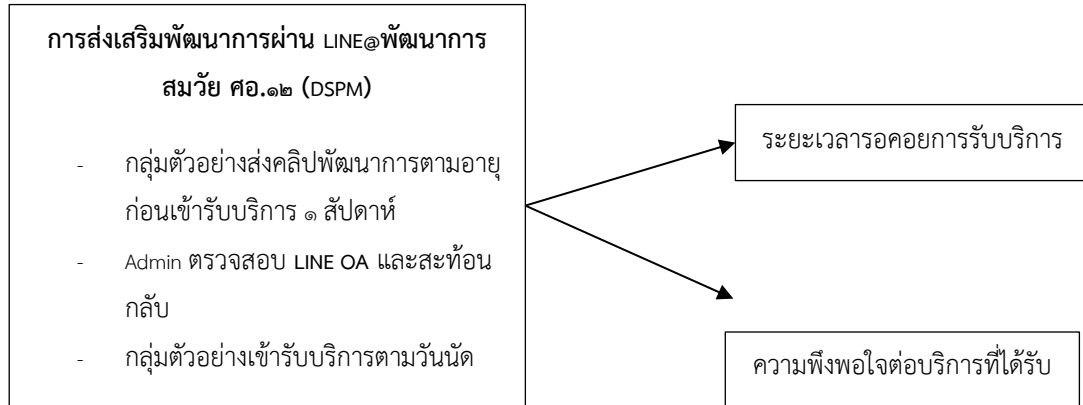 การส่งเสริมพัฒนาการผ่าน LINE@พัฒนาการ
สมวัย ศอ.๑๒ (DSPM)
- กลุ่มตัวอย่างส่งคลิปพัฒนาการตามอายุ
ก่อนเข้ารับบริการ ๑ สัปดาห์
- Admin ตรวจสอบ LINE OA และสะท้อน
กลับ
- กลุ่มตัวอย่างเข้ารับบริการตามวันนัด
ระยะเวลารอคอยการรับบริการ
ความพึงพอใจต่อบริการที่ได้รับ